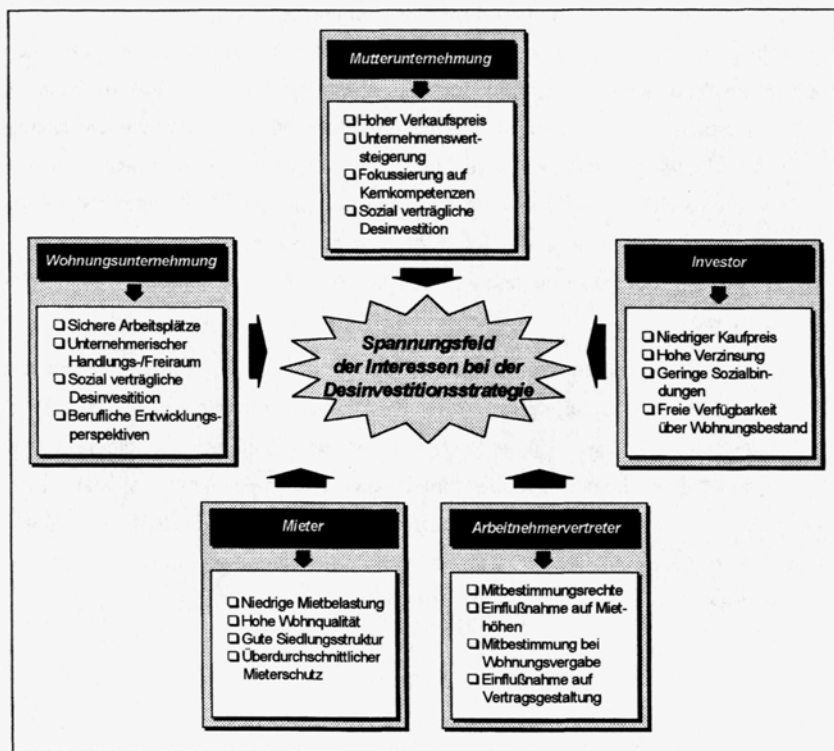 Mutterunternehmung
❑ Hoher Verkaufspreis
❑ Unternehmenswert-
steigerung
❑ Fokussierung auf
Kernkompetenzen
❑ Sozial verträgliche
Desinvestition
Wohnungsunternehmung
❑ Sichere Arbeitsplätze
❑ Unternehmerischer
Handlungs-/Freiraum
❑ Sozial verträgliche
Desinvesitition
❑ Berufliche Entwicklungs-
perspektiven
Spannungsfeld
der Interessen bei der
Desinvestitionsstrategie
Investor
❑ Niedriger Kaufpreis
❑ Hohe Verzinsung
❑ Geringe Sozialbin-
dungen
❑ Freie Verfügbarkeit
über Wohnungsbestand
Mieter
❑ Niedrige Mietbelastung
❑ Hohe Wohnqualität
❑ Gute Siedlungsstruktur
❑ Überdurchschnittlicher
Mieterschutz
Arbeitnehmervertreter
❑ Mitbestimmungsrechte
❑ Einflußnahme auf Miet-
höhen
❑ Mitbestimmung bei
Wohnungsvergabe
❑ Einflußnahme auf
Vertragsgestaltung